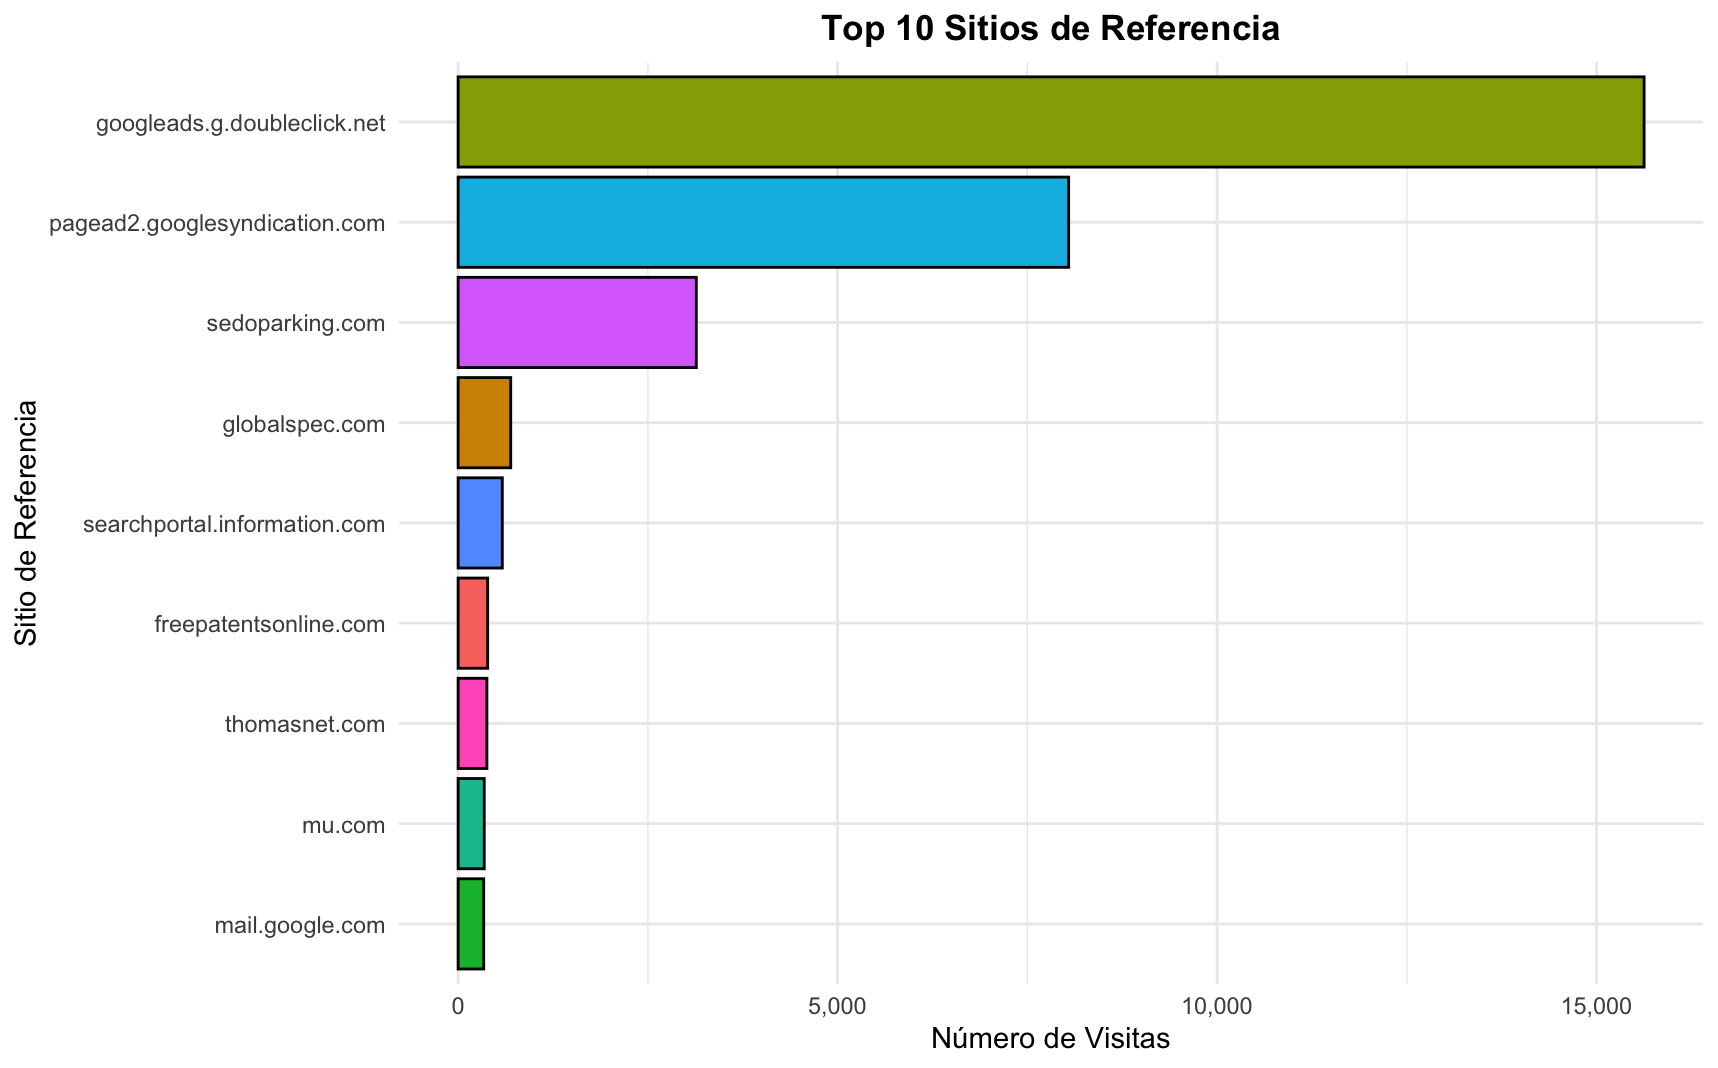 Top 10 Sitios de Referencia
Sitio de Referencia
googleads.g.doubleclick.net
pagead2.googlesyndication.com
sedoparking.com
globalspec.com
searchportal.information.com
freepatentsonline.com
thomasnet.com
mu.com
mail.google.com
0 5,000 10,000 15,000
Número de Visitas